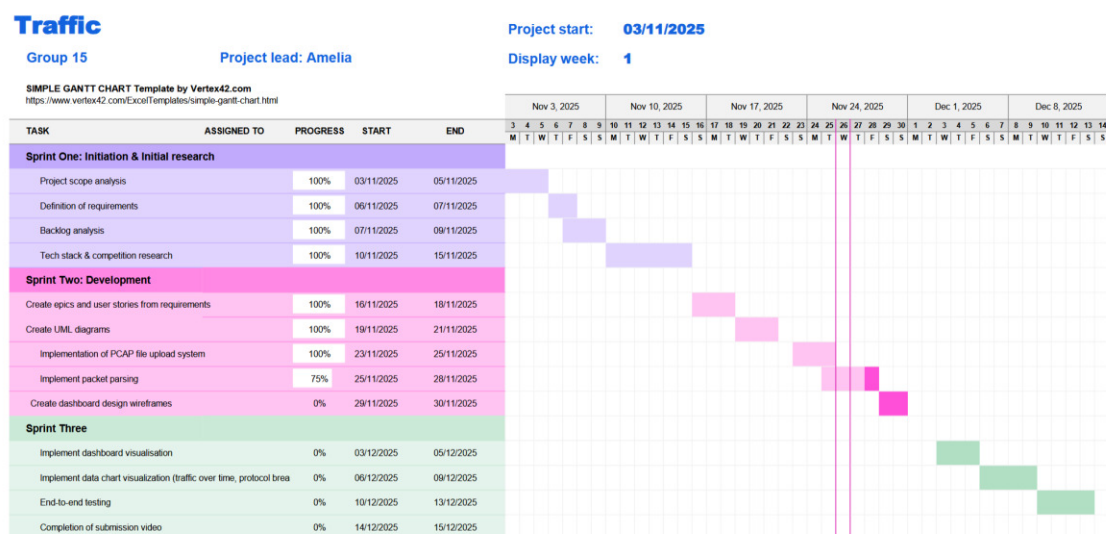 Traffic
Project start: 03/11/2025
Group 15 Project lead: Amelia Display week: 1
SIMPLE GANTT CHART Template by Vertex42.com
https://www.vertex42.com/ExcelTemplates/simple-gantt-chart.html
Nov 3, 2025 Nov 10, 2025 Nov 17, 2025 Nov 24, 2025 Dec 1, 2025 Dec 8, 2025
3 4 5 6 7 8 9 10 11 12 13 14 15 16 17 18 19 20 21 22 23 24 25 26 27 28 29 30 1 2 3 4 5 6 7 8 9 10 11 12 13 14
TASK ASSIGNED TO PROGRESS START END
M T W T F S S M T W T F S S M T W T F S S M T W T F S S M T W T F S S M T W T F S S
Sprint One: Initiation & Initial research
Project scope analysis 100% 03/11/2025 05/11/2025
Definition of requirements 100% 06/11/2025 07/11/2025
Backlog analysis 100% 07/11/2025 09/11/2025
Tech stack & competition research 100% 10/11/2025 15/11/2025
Sprint Two: Development
Create epics and user stories from requirements 100% 16/11/2025 18/11/2025
Create UML diagrams 100% 19/11/2025 21/11/2025
Implementation of PCAP file upload system 100% 23/11/2025 25/11/2025
Implement packet parsing 75% 25/11/2025 28/11/2025
Create dashboard design wireframes 0% 29/11/2025 30/11/2025
Sprint Three
Implement dashboard visualisation 0% 03/12/2025 05/12/2025
Implement data chart visualization (traffic over time, protocol brea 0% 06/12/2025 09/12/2025
End-to-end testing 0% 10/12/2025 13/12/2025
Completion of submission video 0% 14/12/2025 15/12/2025